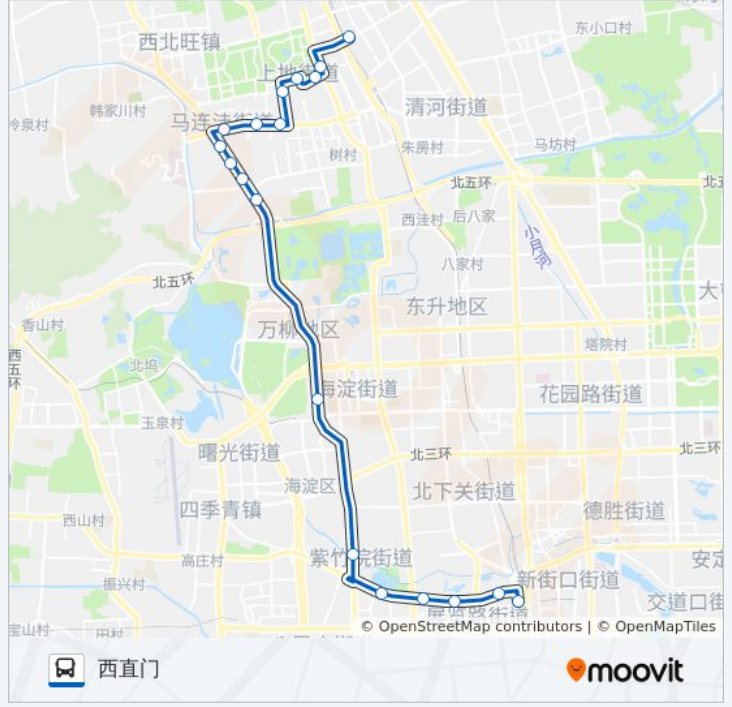 东小口村
西北旺镇
上地街道
清河街道
韩家川村
马连洼街道
冷泉村
树村
朱房村
马坊村
北五环
北五
西洼村
后八家
小月河
八家村
北五环
大
东升地区
香山村
万柳地区
塔院村
西五环
北坞
海淀街道
花园路街道
玉泉村
曙光街道
北三环
北三环
海淀区
北下关街道
四季青镇
德胜街道
西山村
高庄村
紫竹院街道
安定
振兴村
新街口街道
交道口街
展览路街道
宝山村
田村
© OpenStreetMap contributors | © OpenMapTiles
西直门
moovit